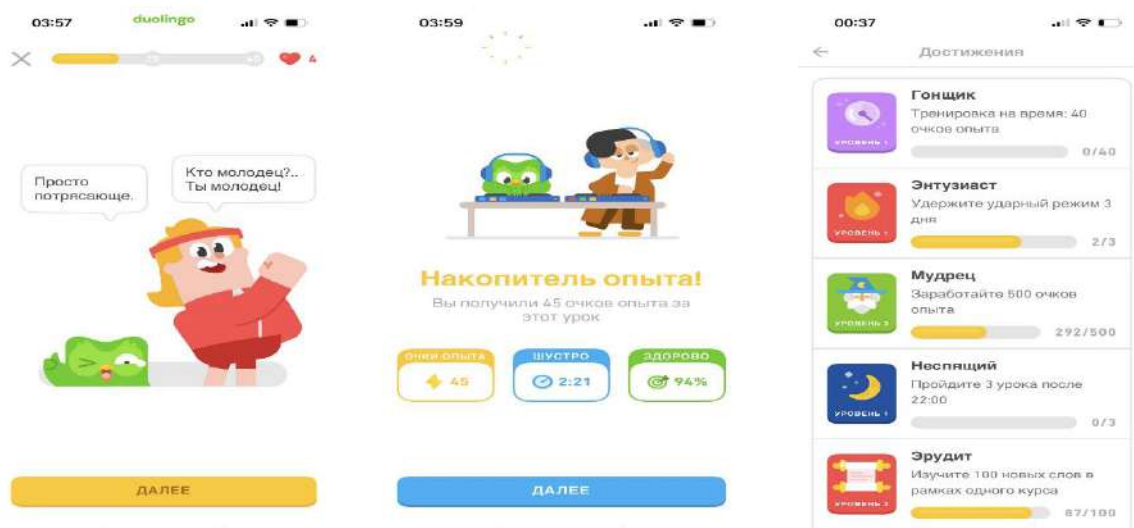 03:57
duolingo
4
Просто
потрясающе.
Кто молодец?..
Ты молодец!
ДАЛЕЕ
03:59
Накопитель опыта!
Вы получили 45 очков опыта за
этот урок
ОЧКИ ОПЫТА
ШУСТРО
ЗДОРОВО
45
2:21
94%
ДАЛЕЕ
00:37
Достижения
Гонщик
Тренировка на время: 40
очков опыта
УРОВЕНЬ 1
0/40
Энтузиаст
Удержите ударный режим 3
дня
УРОВЕНЬ 1
2/3
Мудрец
Заработайте 500 очков
опыта
УРОВЕНЬ 3
292/500
Неспящий
Пройдите 3 урока после
22:00
УРОВЕНЬ 1
0/3
Эрудит
Изучите 100 новых слов в
рамках одного курса
УРОВЕНЬ 3
87/100